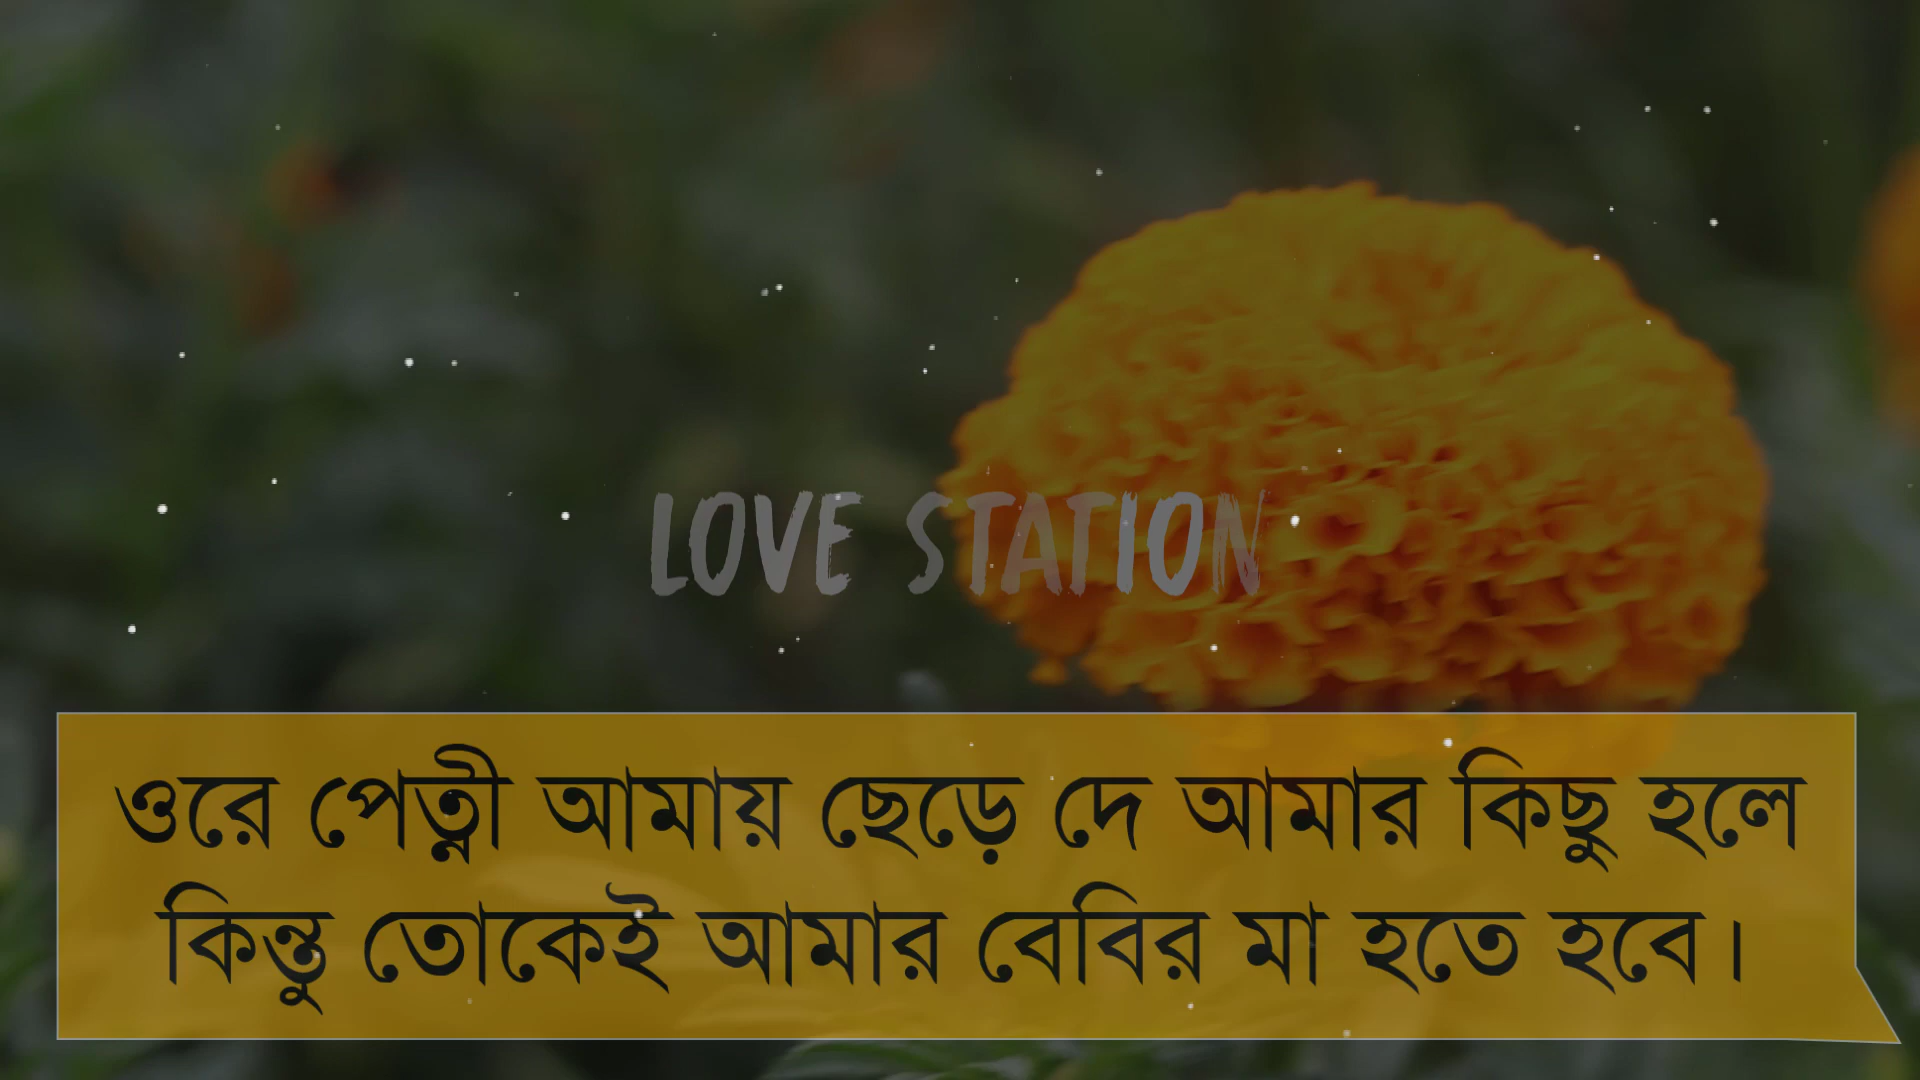 LOVE STATION
ওরে পেত্নী আমায় ছেড়ে দে আমার কিছু হলে
কিন্তু তোকেই আমার বেবির মা হতে হবে।